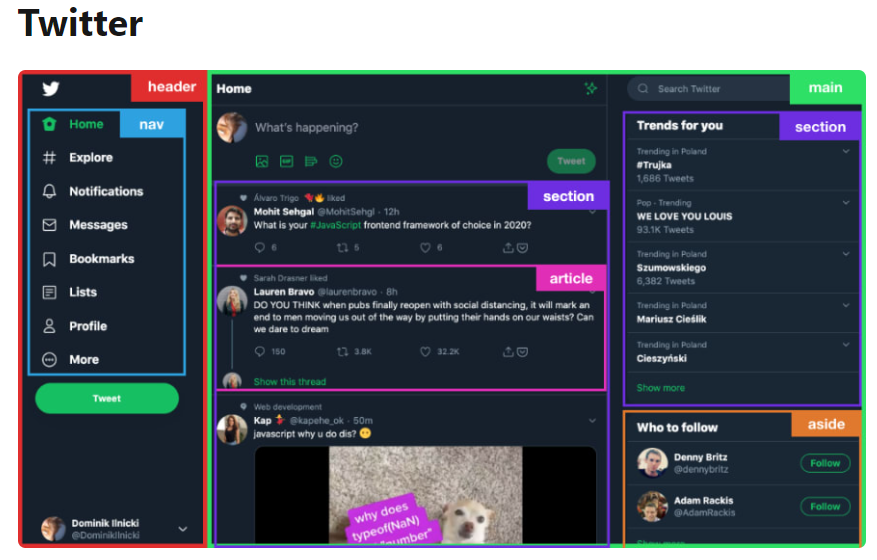 Twitter
header
Home
nav
Explore
Notifications
Messages
Bookmarks
Lists
Profile
More
Tweet
Dominik Ilnicki
@DominikIlnicki
Home
What's happening?
GIF
Tweet
section
Álvaro Trigo liked
Mohit Sehgal @MohitSehgl · 12h
What is your #JavaScript frontend framework of choice in 2020?
6 5 6
article
Sarah Drasner liked
Lauren Bravo @laurenbravo · 8h
DO YOU THINK when pubs finally reopen with social distancing, it will mark an
end to men moving us out of the way by putting their hands on our waists? Can
we dare to dream
150 3.8K 32.2K
Show this thread
Web development
Kap @kapehe_ok · 50m
javascript why u do dis? 😶
why does
typeof(NaN)
"number"
Search Twitter
main
Trends for you
section
Trending in Poland
#Trujka
1,686 Tweets
Pop · Trending
WE LOVE YOU LOUIS
93.1K Tweets
Trending in Poland
Szumowskiego
6,382 Tweets
Trending in Poland
Mariusz Cieślik
Trending in Poland
Cieszyński
Show more
Who to follow
aside
Denny Britz
@dennybritz
Follow
Adam Rackis
@AdamRackis
Follow
Show more